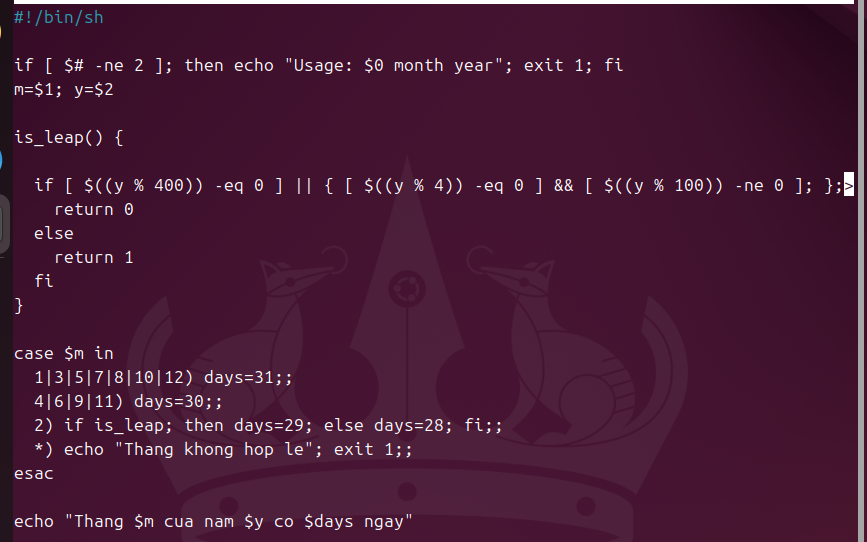 #!/bin/sh
if [ $# -ne 2 ]; then echo "Usage: $0 month year"; exit 1; fi
m=$1; y=$2
is_leap() {
  if [ $((y % 400)) -eq 0 ] || { [ $((y % 4)) -eq 0 ] && [ $((y % 100)) -ne 0 ]; };>
    return 0
  else
    return 1
  fi
}
case $m in
  1|3|5|7|8|10|12) days=31;;
  4|6|9|11) days=30;;
  2) if is_leap; then days=29; else days=28; fi;;
  *) echo "Thang khong hop le"; exit 1;;
esac
echo "Thang $m cua nam $y co $days ngay"